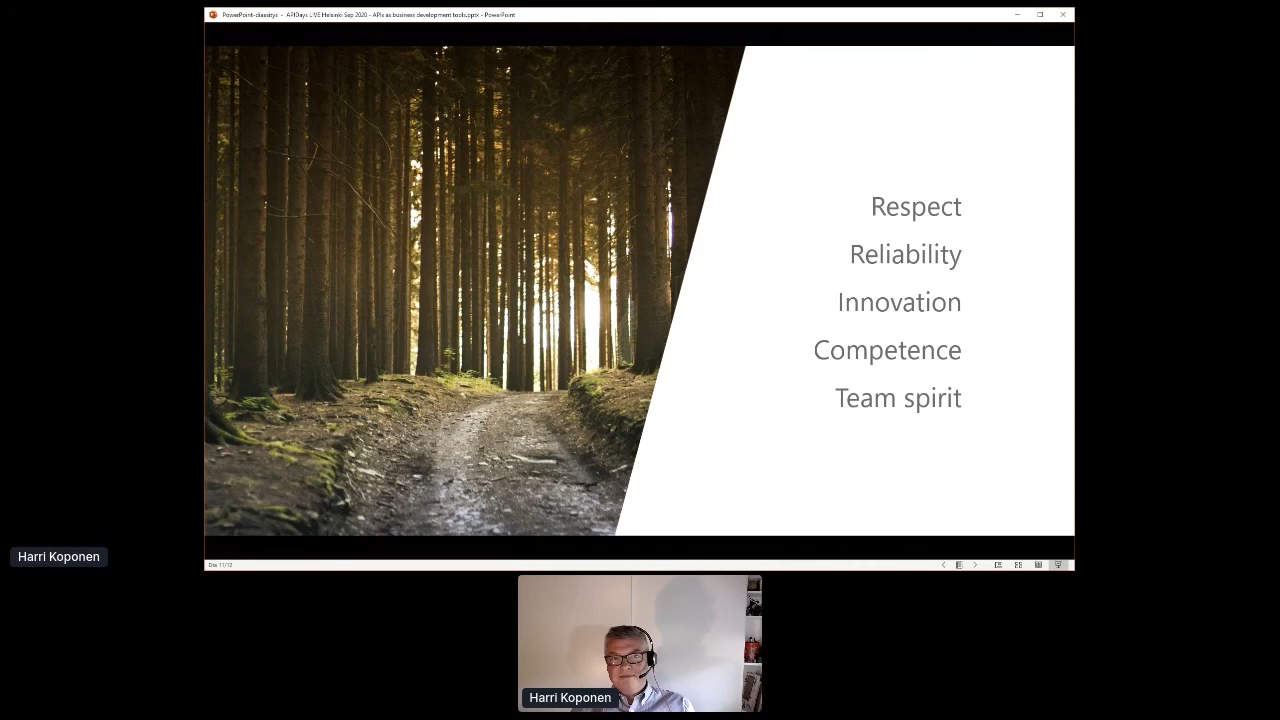 PowerPoint-diaesitys - APIDays LIVE Helsinki Sep 2020 - APIs as business development tools.pptx - PowerPoint
Respect
Reliability
Innovation
Competence
Team spirit
Harri Koponen
Dia 11/12
Harri Koponen